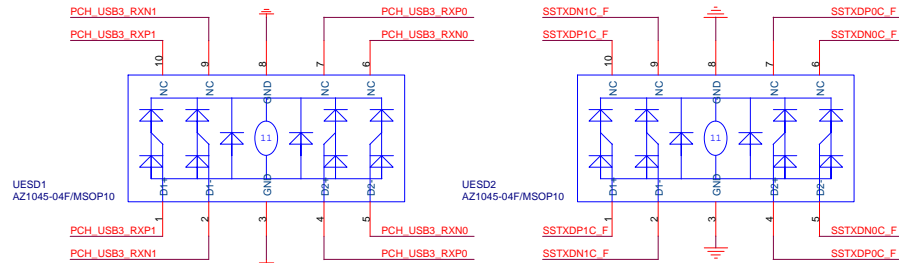 PCH_USB3_RXN1 PCH_USB3_RXP0 SSTXDN1C_F SSTXDP0C_F
PCH_USB3_RXP1 PCH_USB3_RXN0 SSTXDP1C_F SSTXDN0C_F
10 9 8 7 6 10 9 8 7 6
NC NC GND NC NC NC NC GND NC NC
11 11
UESD1 UESD2
AZ1045-04F/MSOP10 AZ1045-04F/MSOP10
D1+ D1- GND D2+ D2- D1+ D1- GND D2+ D2-
1 2 3 4 5 1 2 3 4 5
PCH_USB3_RXP1 PCH_USB3_RXN0 SSTXDP1C_F SSTXDN0C_F
PCH_USB3_RXN1 PCH_USB3_RXP0 SSTXDN1C_F SSTXDP0C_F